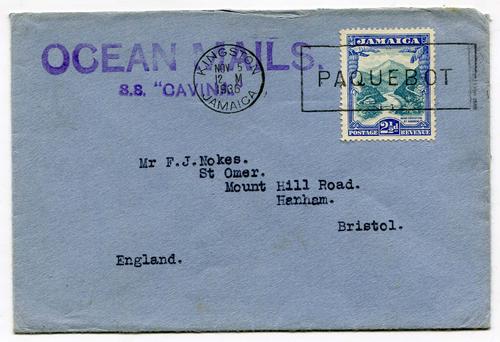 OCEAN MAILS.
S.S. "CAVINA"
KINGSTON
NOV 5
12 M
1936
JAMAICA
PAQUEBOT
JAMAICA
POSTAGE 2½d REVENUE
Mr F.J.Nokes.
St Omer.
Mount Hill Road.
Hanham.
Bristol.
England.